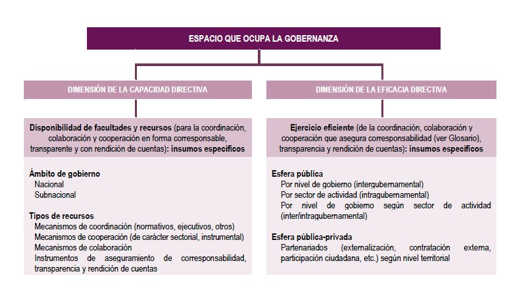 ESPACIO QUE OCUPA LA GOBERNANZA
DIMENSIÓN DE LA CAPACIDAD DIRECTIVA
Disponibilidad de facultades y recursos (para la coordinación,
colaboración y cooperación en forma corresponsable,
transparente y con rendición de cuentas): insumos específicos
Ámbito de gobierno
Nacional
Subnacional
Tipos de recursos
Mecanismos de coordinación (normativos, ejecutivos, otros)
Mecanismos de cooperación (de carácter sectorial, instrumental)
Mecanismos de colaboración
Instrumentos de aseguramiento de corresponsabilidad,
transparencia y rendición de cuentas
DIMENSIÓN DE LA EFICACIA DIRECTIVA
Ejercicio eficiente (de la coordinación, colaboración y
cooperación que asegura corresponsabilidad (ver Glosario),
transparencia y rendición de cuentas): insumos específicos
Esfera pública
Por nivel de gobierno (intergubernamental)
Por sector de actividad (intragubernamental)
Por nivel de gobierno según sector de actividad
(inter/intragubernamental)
Esfera pública-privada
Partenariados (externalización, contratación externa,
participación ciudadana, etc.) según nivel territorial